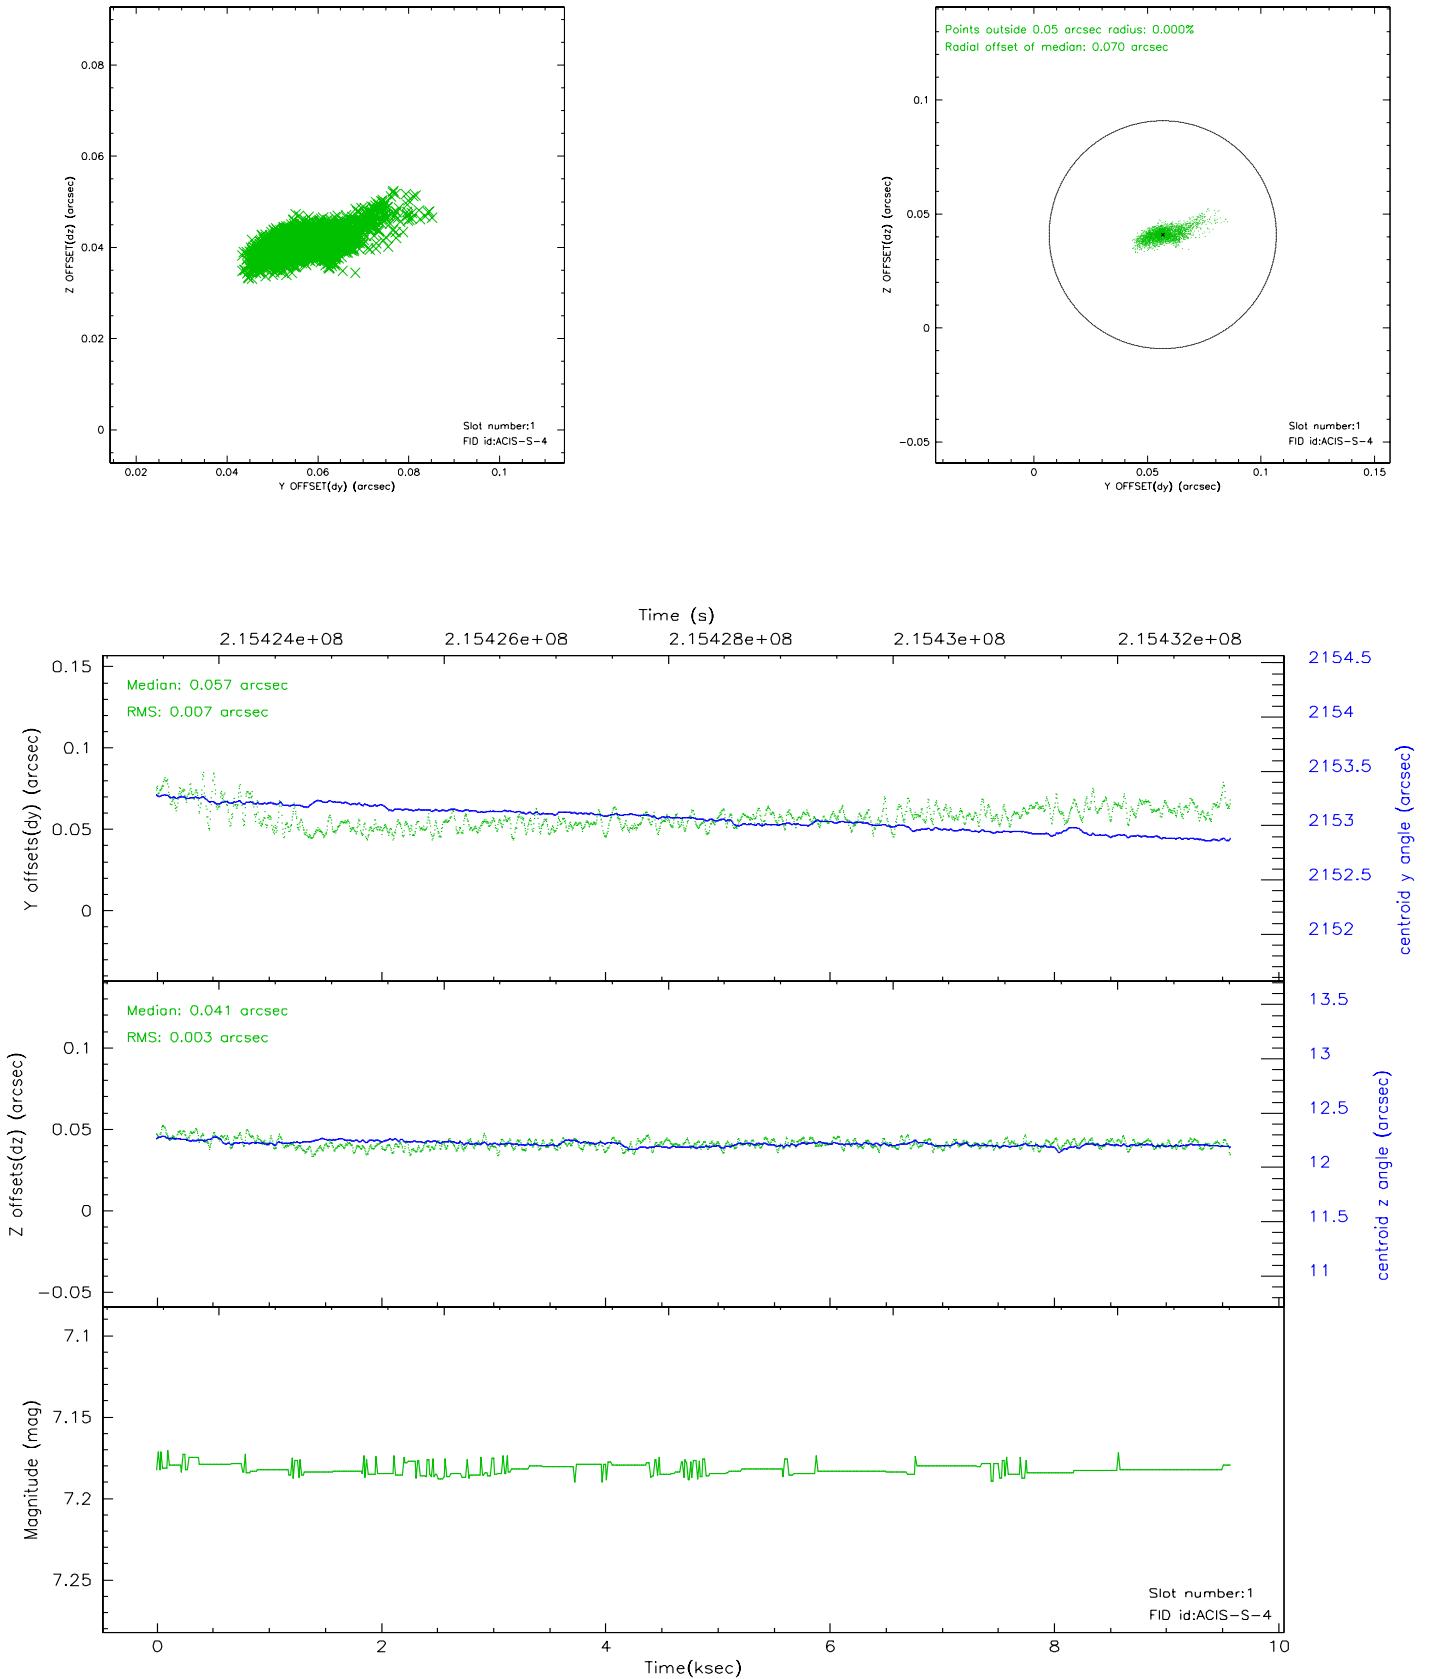 0.08
0.06
0.04
0.02
0
Z OFFSET(dz) (arcsec)
Slot number:1
FID id:ACIS-S-4
0.02 0.04 0.06 0.08 0.1
Y OFFSET(dy) (arcsec)
Points outside 0.05 arcsec radius: 0.000%
Radial offset of median: 0.070 arcsec
0.1
0.05
0
-0.05
Z OFFSET(dz) (arcsec)
Slot number:1
FID id:ACIS-S-4
0 0.05 0.1 0.15
Y OFFSET(dy) (arcsec)
Time (s)
2.15424e+08 2.15426e+08 2.15428e+08 2.1543e+08 2.15432e+08
Median: 0.057 arcsec
RMS: 0.007 arcsec
0.15
0.1
0.05
0
Y offsets(dy) (arcsec)
2154.5
2154
2153.5
2153
2152.5
2152
centroid y angle (arcsec)
Median: 0.041 arcsec
RMS: 0.003 arcsec
0.1
0.05
0
-0.05
Z offsets(dz) (arcsec)
13.5
13
12.5
12
11.5
11
centroid z angle (arcsec)
7.1
7.15
7.2
7.25
Magnitude (mag)
Slot number:1
FID id:ACIS-S-4
0 2 4 6 8 10
Time(ksec)